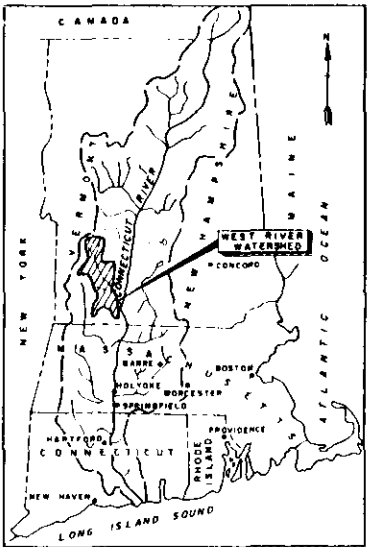 CANADA
N
VERMONT
CONNECTICUT RIVER
NEW HAMPSHIRE
MAINE
WEST RIVER
WATERSHED
CONCORD
NEW YORK
ATLANTIC OCEAN
MASSACHUSETTS
BARRE
BOSTON
HOLYOKE
WORCESTER
SPRINGFIELD
PROVIDENCE
HARTFORD
CONNECTICUT
RHODE
ISLAND
NEW HAVEN
LONG ISLAND SOUND